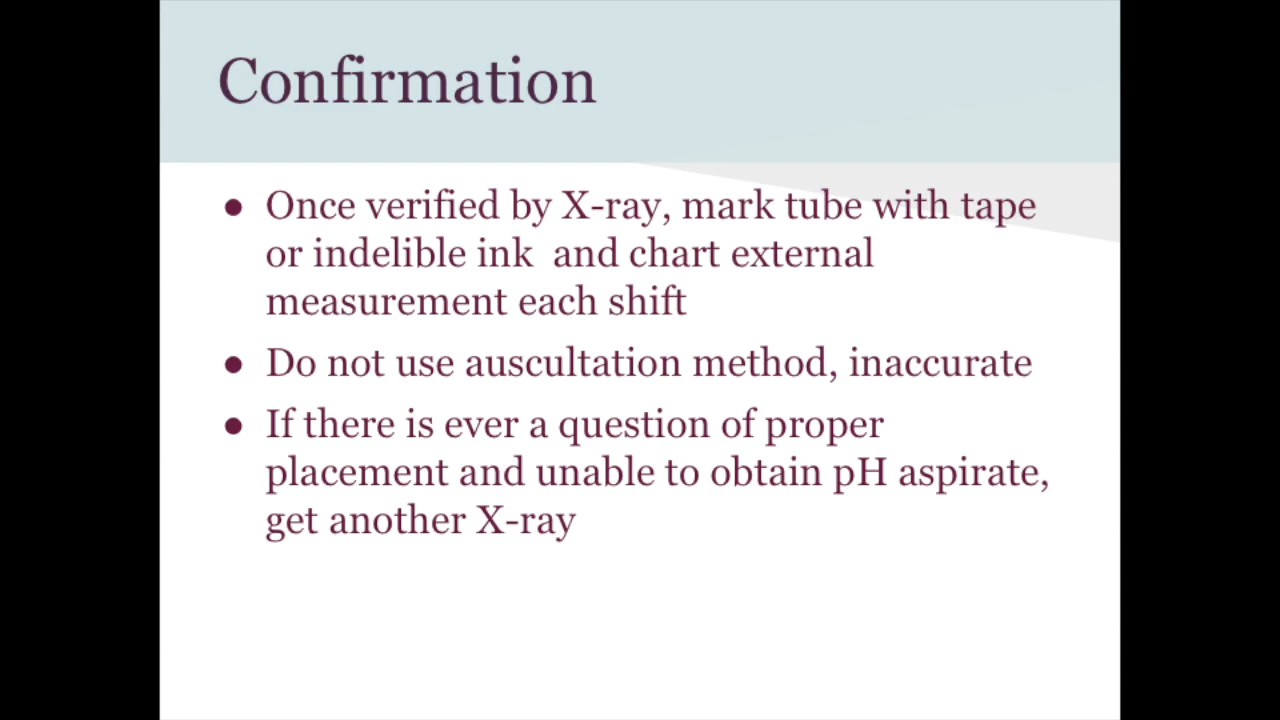 Confirmation
● Once verified by X-ray, mark tube with tape
or indelible ink  and chart external
measurement each shift
● Do not use auscultation method, inaccurate
● If there is ever a question of proper
placement and unable to obtain pH aspirate,
get another X-ray